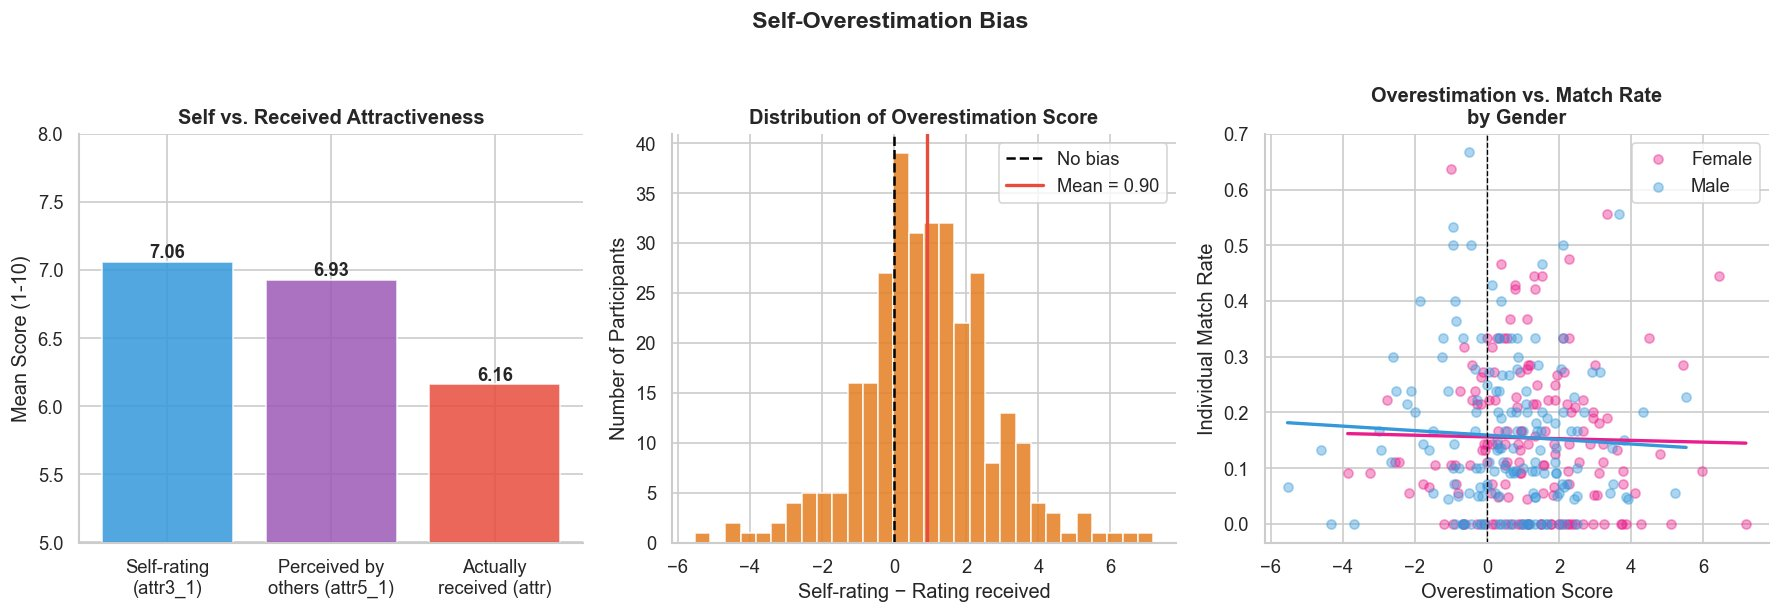 Self-Overestimation Bias
Self vs. Received Attractiveness
Mean Score (1-10)
8.0
7.5
7.0
6.5
6.0
5.5
5.0
7.06
6.93
6.16
Self-rating
(attr3_1)
Perceived by
others (attr5_1)
Actually
received (attr)
Distribution of Overestimation Score
Number of Participants
40
35
30
25
20
15
10
5
0
No bias
Mean = 0.90
−6
−4
−2
0
2
4
6
Self-rating − Rating received
Overestimation vs. Match Rate
by Gender
Individual Match Rate
0.7
0.6
0.5
0.4
0.3
0.2
0.1
0.0
Female
Male
−6
−4
−2
0
2
4
6
Overestimation Score